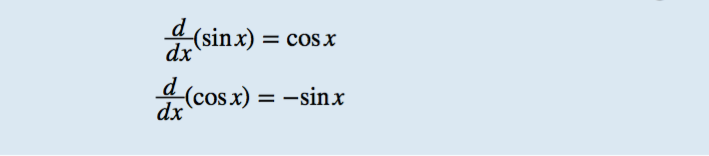 d/dx (sin x) = cos x
d/dx (cos x) = −sin x